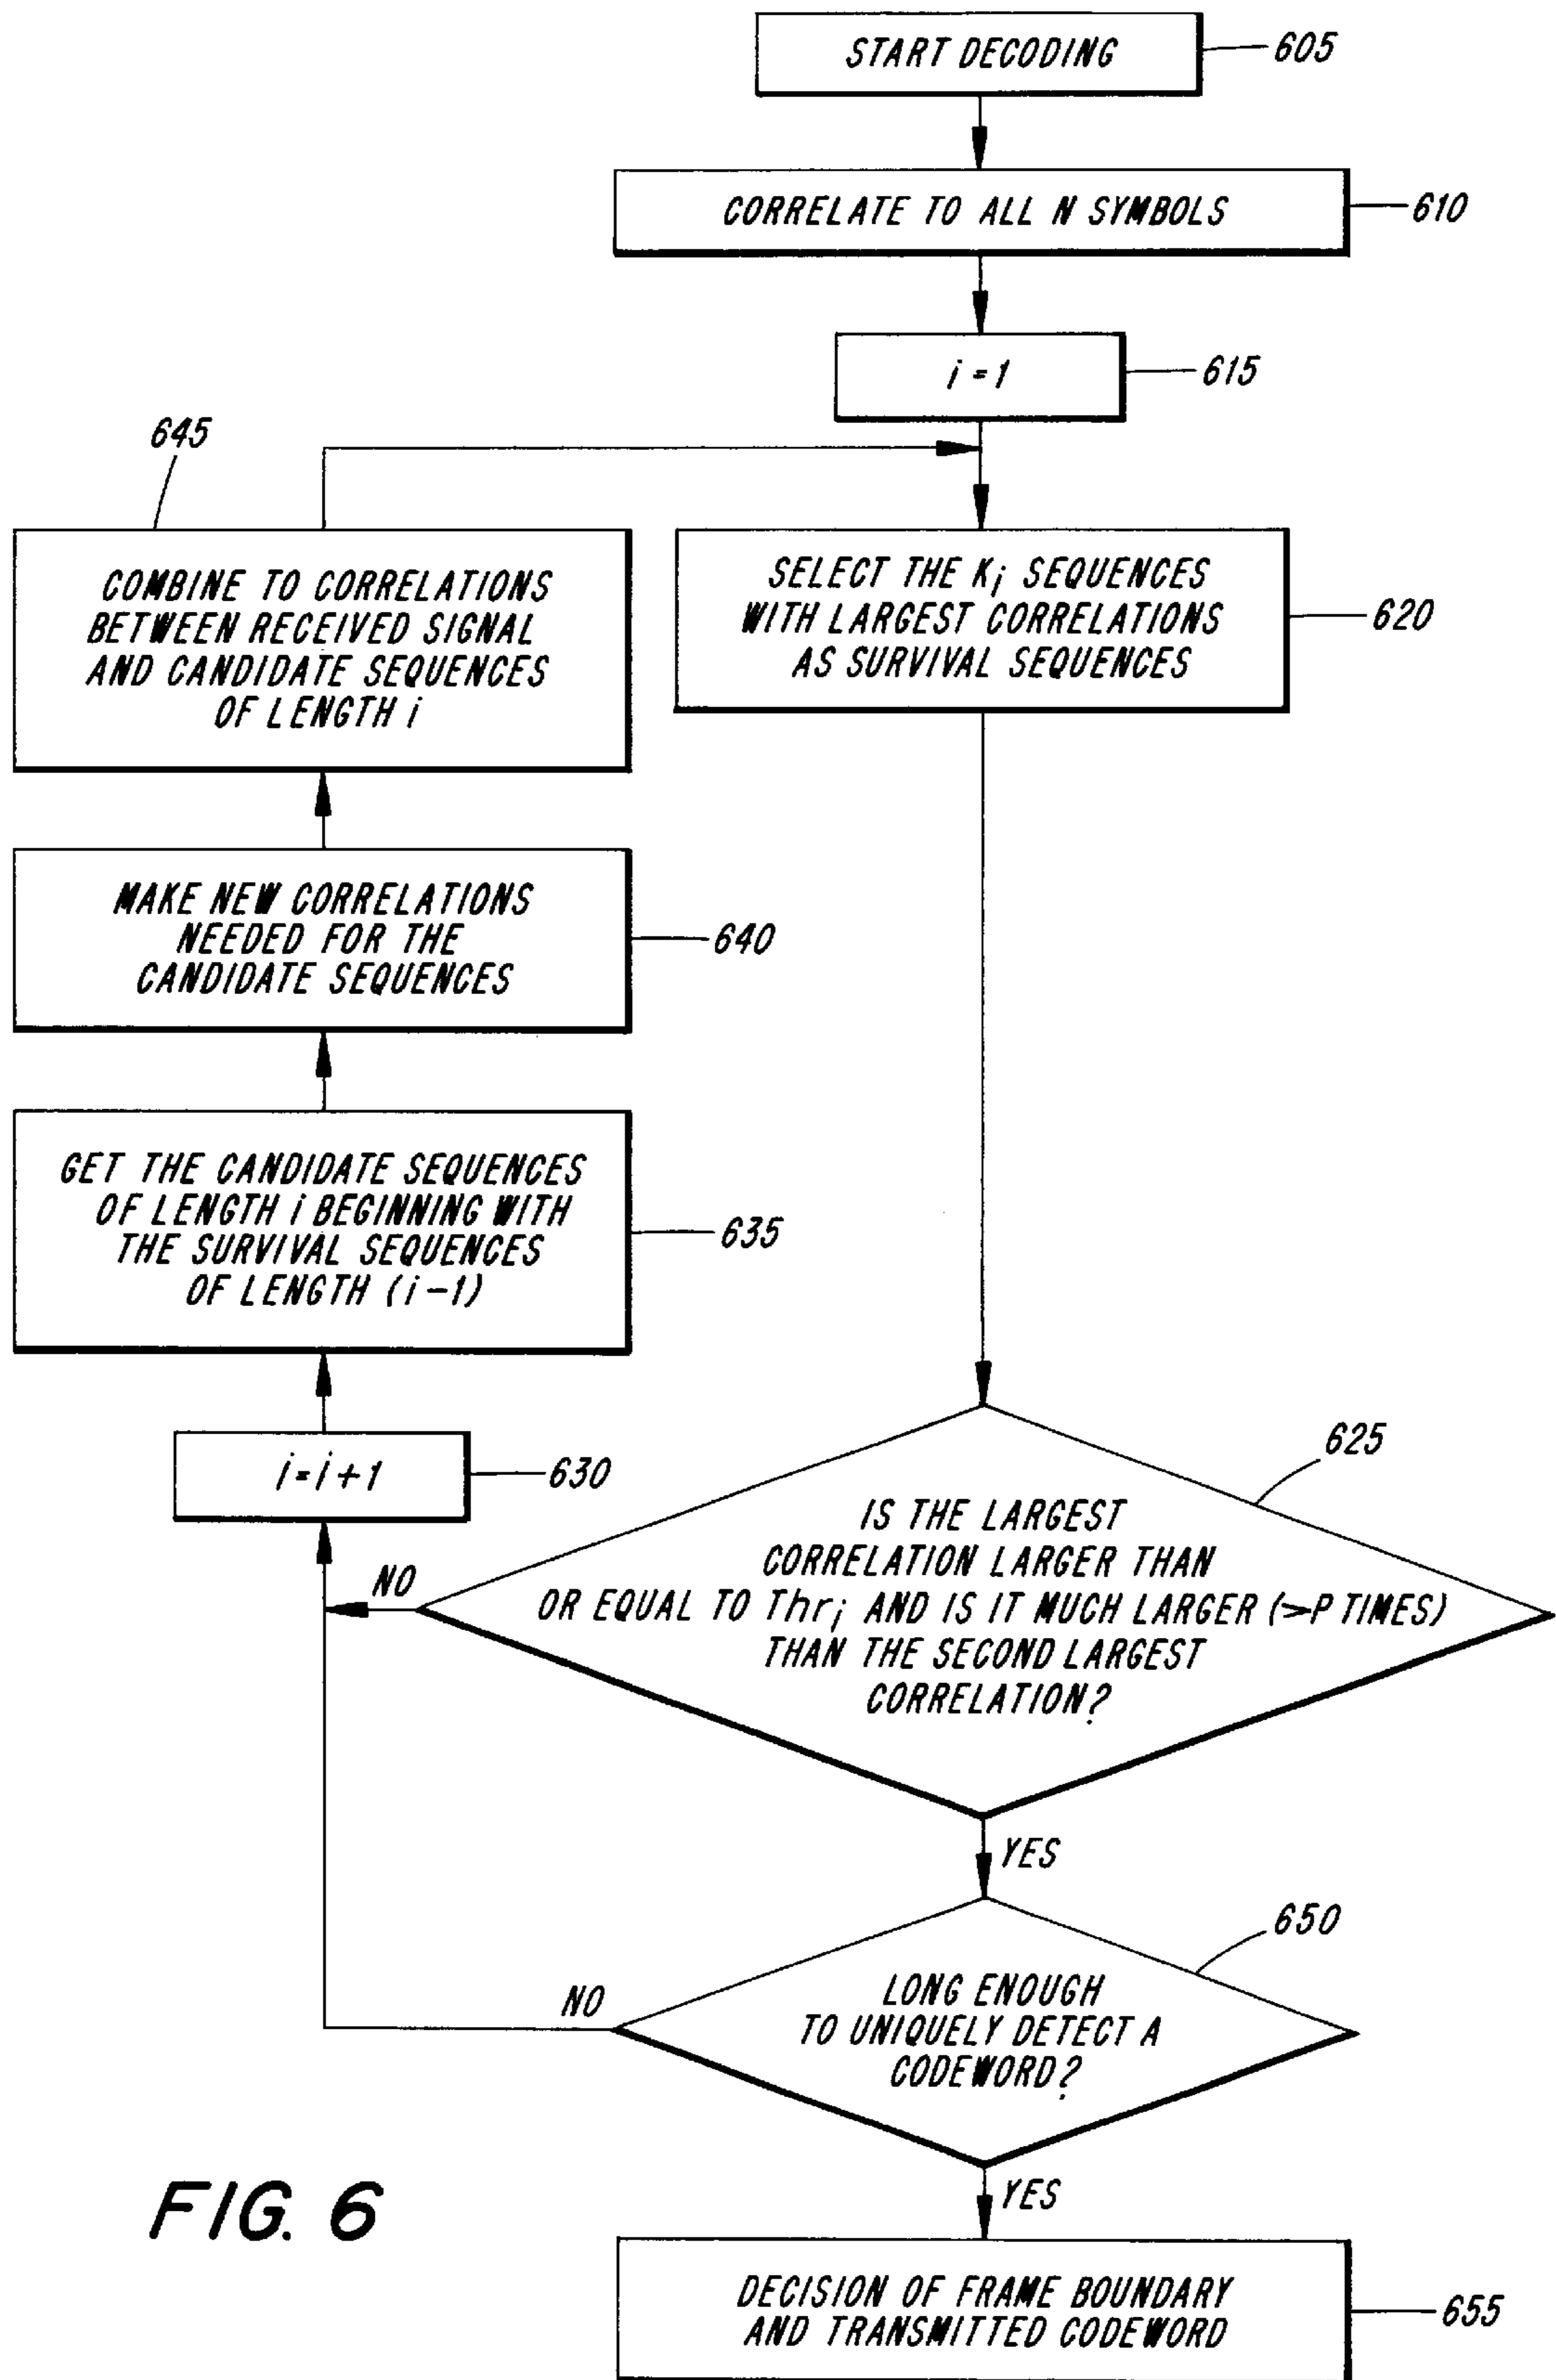 START DECODING
605
CORRELATE TO ALL N SYMBOLS
610
i = 1
615
645
COMBINE TO CORRELATIONS
BETWEEN RECEIVED SIGNAL
AND CANDIDATE SEQUENCES
OF LENGTH i
SELECT THE Ki SEQUENCES
WITH LARGEST CORRELATIONS
AS SURVIVAL SEQUENCES
620
MAKE NEW CORRELATIONS
NEEDED FOR THE
CANDIDATE SEQUENCES
640
GET THE CANDIDATE SEQUENCES
OF LENGTH i BEGINNING WITH
THE SURVIVAL SEQUENCES
OF LENGTH (i-1)
635
i=i+1
630
625
IS THE LARGEST
CORRELATION LARGER THAN
OR EQUAL TO Thri AND IS IT MUCH LARGER (>P TIMES)
THAN THE SECOND LARGEST
CORRELATION?
NO
YES
650
LONG ENOUGH
TO UNIQUELY DETECT A
CODEWORD?
NO
YES
DECISION OF FRAME BOUNDARY
AND TRANSMITTED CODEWORD
655
FIG. 6